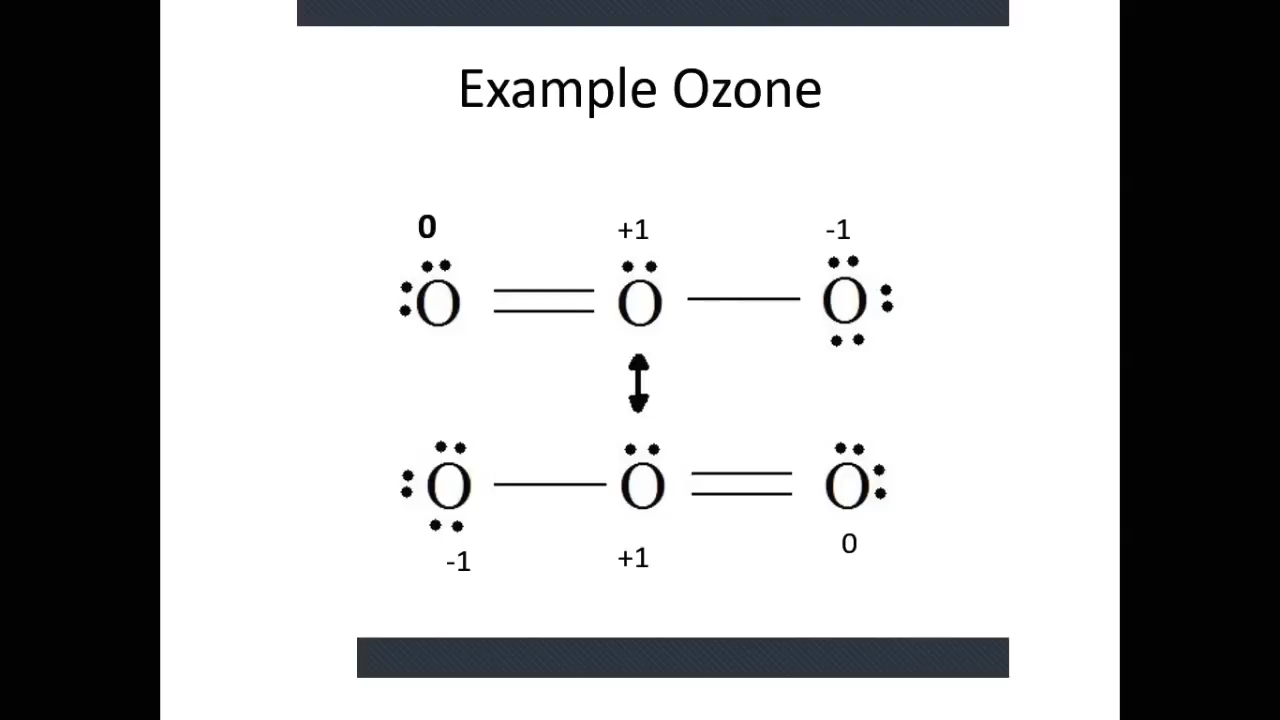 Example Ozone
0 +1 -1
O O O
O O O
-1 +1 0